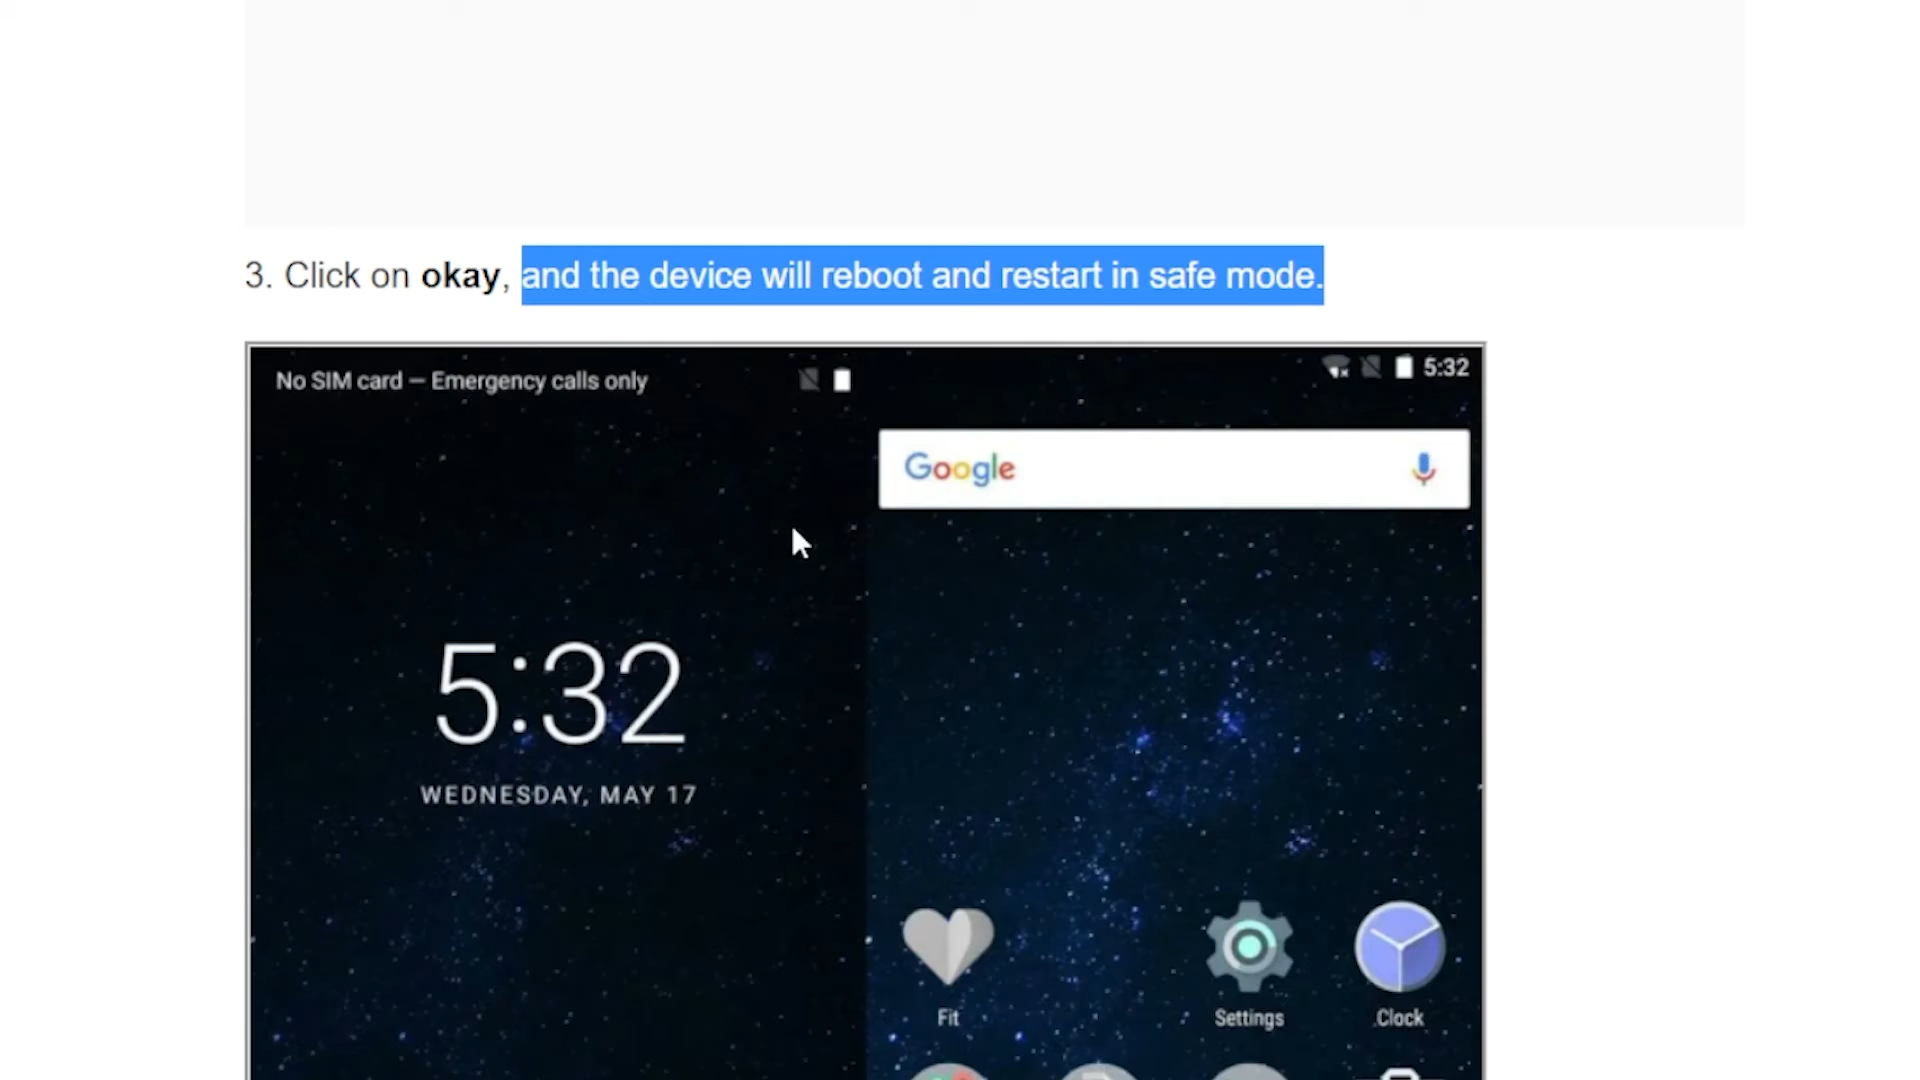 3. Click on okay, and the device will reboot and restart in safe mode.
No SIM card – Emergency calls only
5:32
Google
5:32
WEDNESDAY, MAY 17
Fit
Settings
Clock